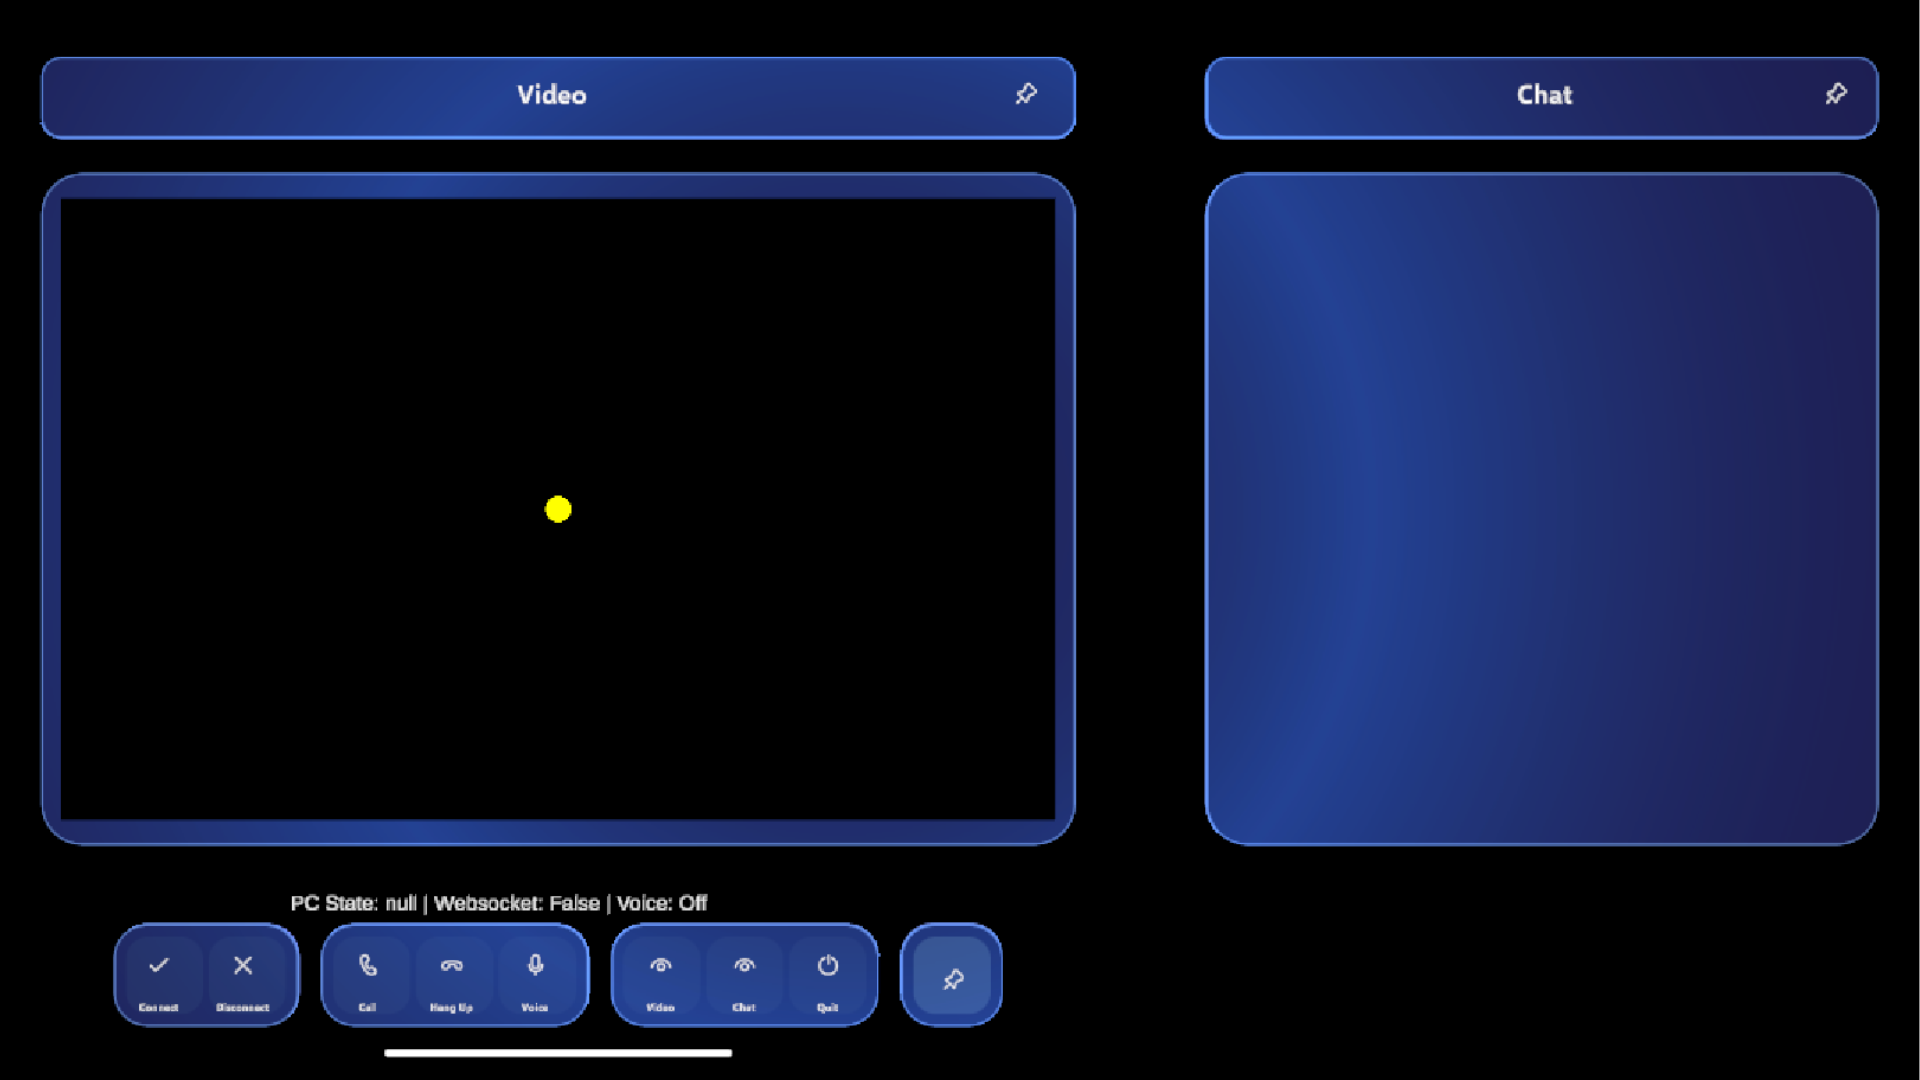 Video
Chat
PC State: null | Websocket: False | Voice: Off
Connect Disconnect Call Hang Up Voice Video Chat Quit